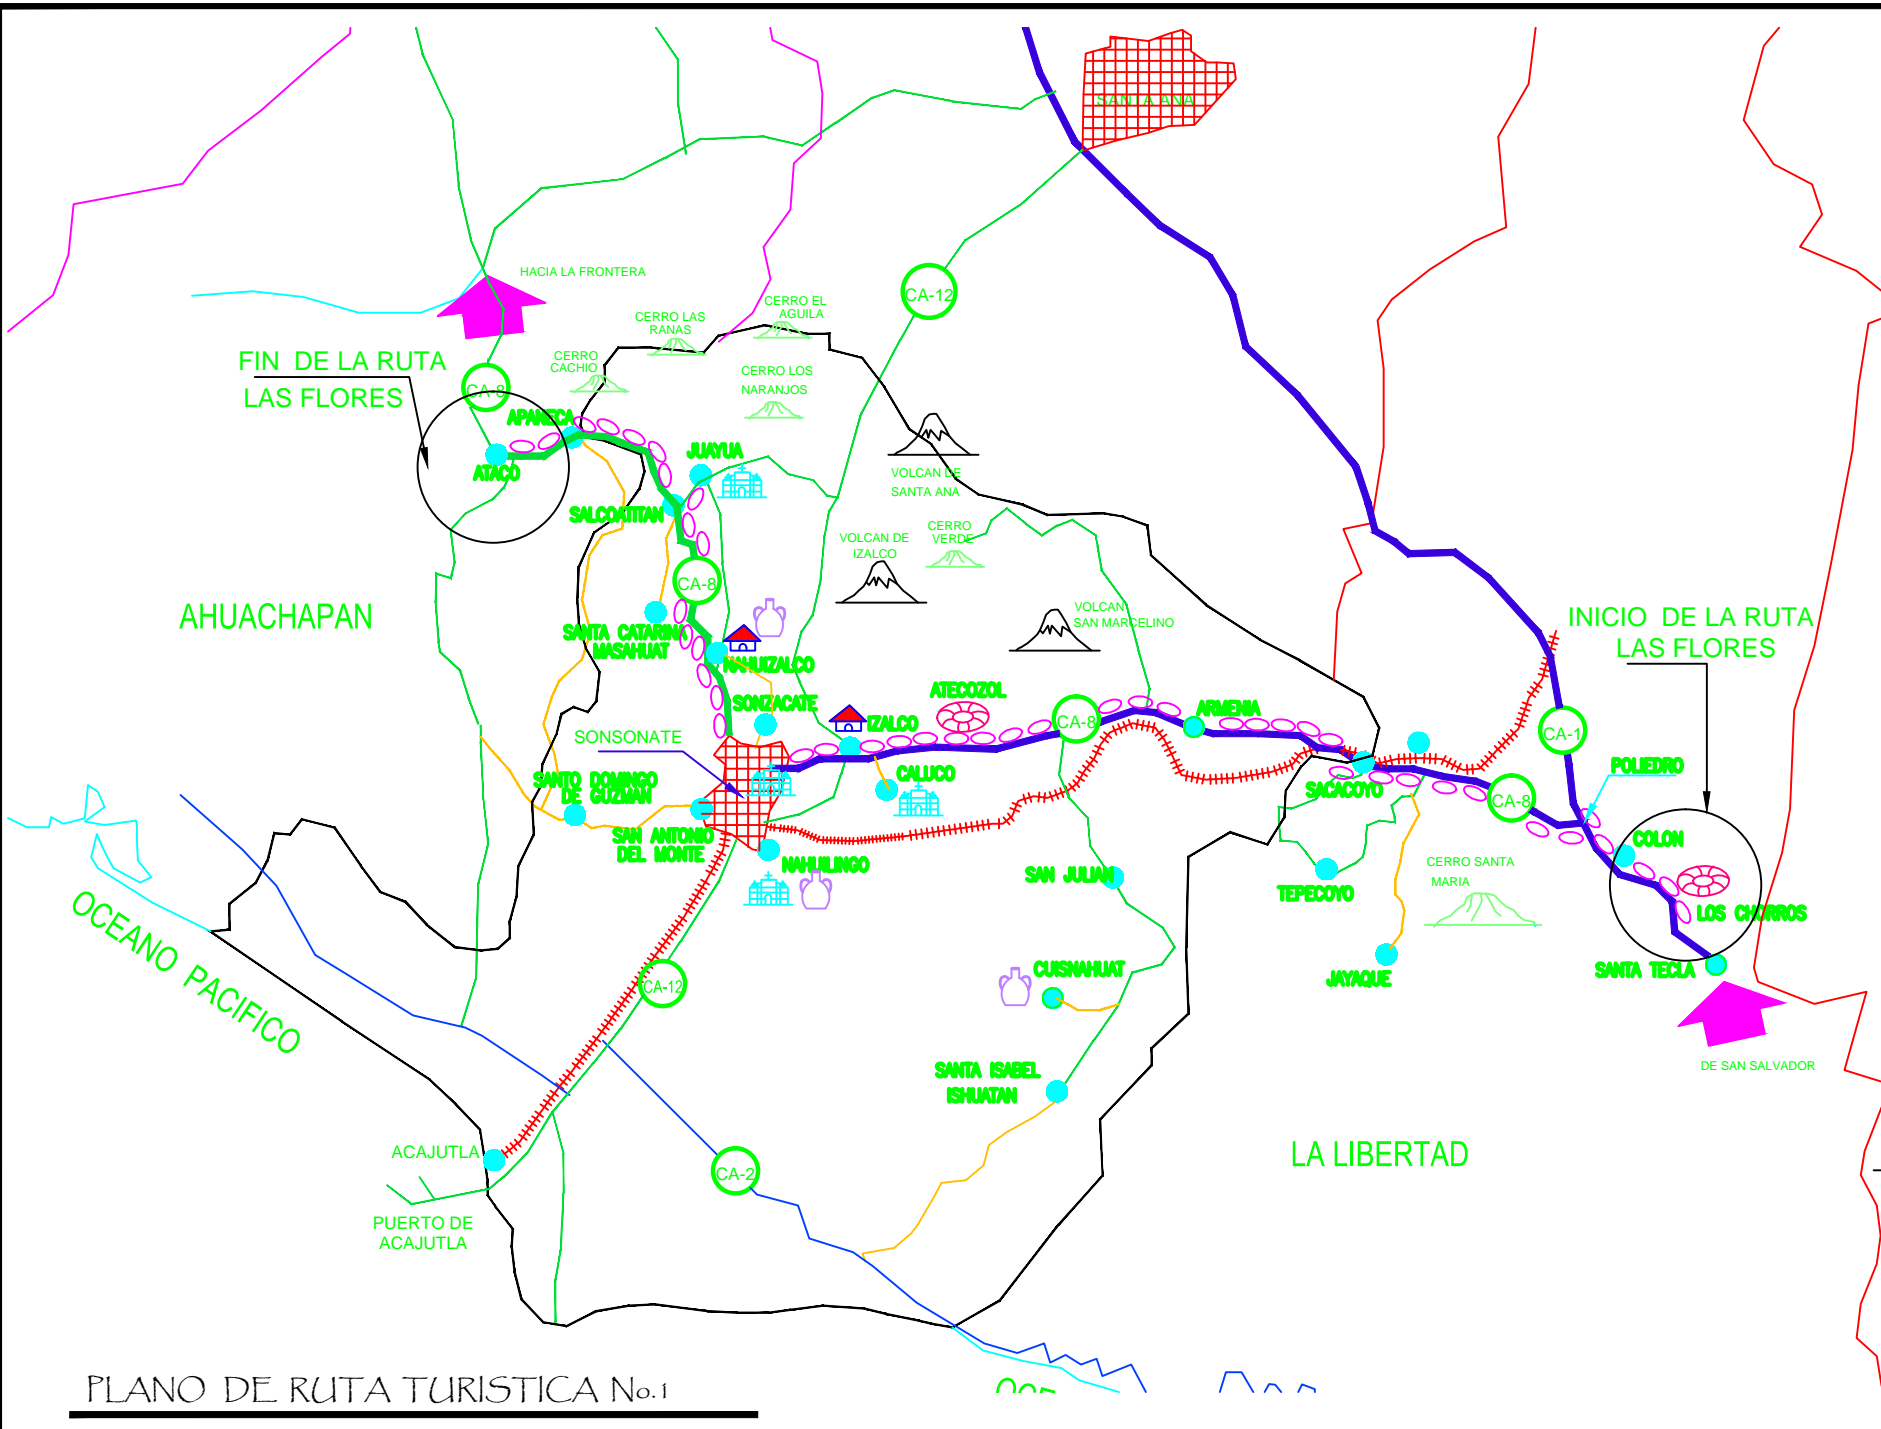 SANTA ANA
HACIA LA FRONTERA
CA-12
CERRO EL
AGUILA
CERRO LAS
RANAS
FIN DE LA RUTA
LAS FLORES
CERRO
CACHIO
CERRO LOS
NARANJOS
CA-8
APANECA
ATACO
JUAYUA
VOLCAN DE
SANTA ANA
SALCOATITAN
VOLCAN DE
IZALCO
CERRO
VERDE
CA-8
AHUACHAPAN
SANTA CATARINA
MASAHUAT
VOLCAN
SAN MARCELINO
INICIO DE LA RUTA
LAS FLORES
NAHUIZALCO
SONZACATE
ATECOZOL
IZALCO
CA-8
ARMENIA
CA-1
SONSONATE
SANTO DOMINGO
DE GUZMAN
CALUCO
SACACOYO
CA-8
POLIEDRO
SAN ANTONIO
DEL MONTE
NAHUILINGO
COLON
SAN JULIAN
TEPECOYO
CERRO SANTA
MARIA
LOS CHORROS
OCEANO PACIFICO
CUISNAHUAT
JAYAQUE
SANTA TECLA
CA-12
DE SAN SALVADOR
SANTA ISABEL
ISHUATAN
ACAJUTLA
LA LIBERTAD
CA-2
PUERTO DE
ACAJUTLA
PLANO DE RUTA TURISTICA No.1